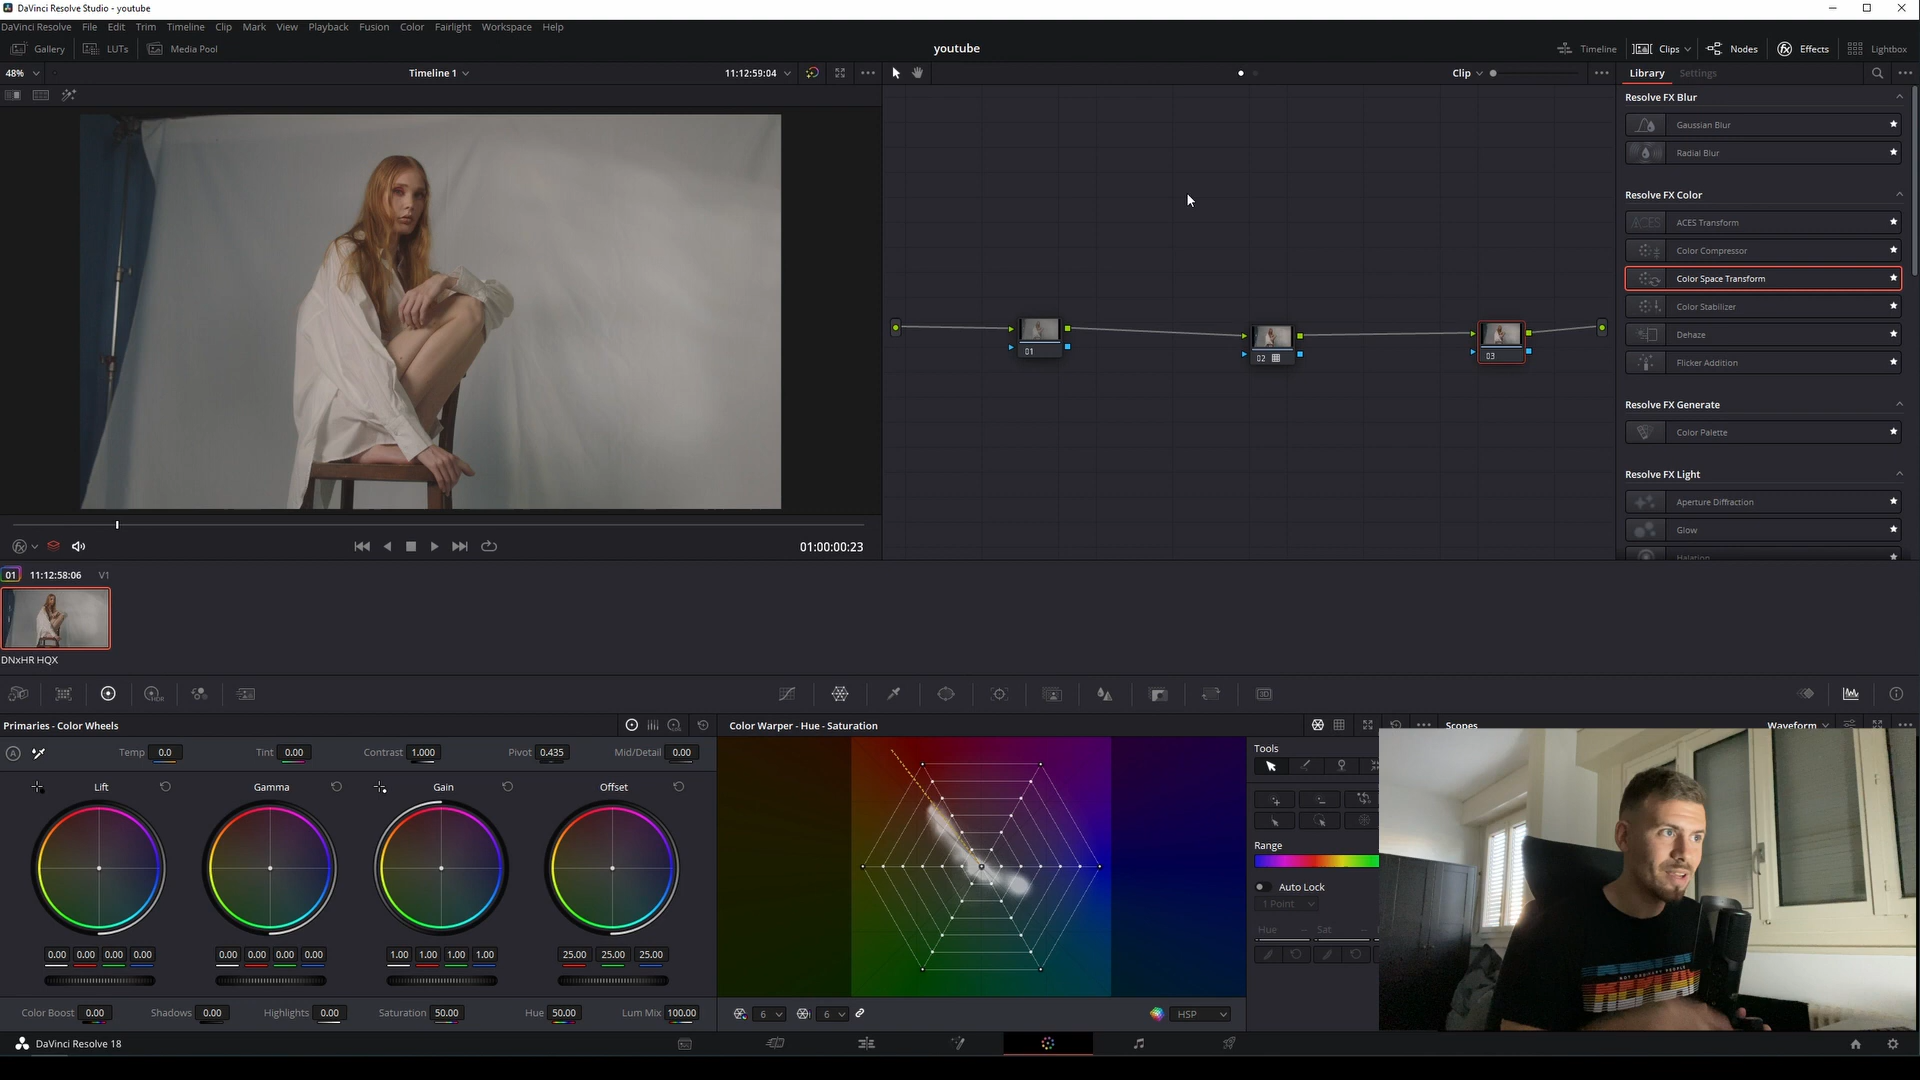 DaVinci Resolve Studio - youtube
DaVinci Resolve File Edit Trim Timeline Clip Mark View Playback Fusion Color Fairlight Workspace Help
Gallery LUTs Media Pool youtube Timeline Clips Nodes Effects Lightbox
48% Timeline 1 11:12:59:04 Clip Library Settings
Resolve FX Blur
Gaussian Blur
Radial Blur
Resolve FX Color
ACES ACES Transform
Color Compressor
Color Space Transform
Color Stabilizer
Dehaze
Flicker Addition
Resolve FX Generate
Color Palette
Resolve FX Light
Aperture Diffraction
Glow
Halation
01
02
03
01:00:00:23
01 11:12:58:06 V1
DNxHR HQX
Primaries - Color Wheels
Color Warper - Hue - Saturation
Scopes
Waveform
Temp 0.0 Tint 0.00 Contrast 1.000 Pivot 0.435 Mid/Detail 0.00
Lift Gamma Gain Offset
0.00 0.00 0.00 0.00 0.00 0.00 0.00 0.00 1.00 1.00 1.00 1.00 25.00 25.00 25.00
Color Boost 0.00 Shadows 0.00 Highlights 0.00 Saturation 50.00 Hue 50.00 Lum Mix 100.00
6 6 HSP
Tools
Range
Auto Lock
1 Point
Hue Sat
NOT ORDINARY PEOPLE
DaVinci Resolve 18